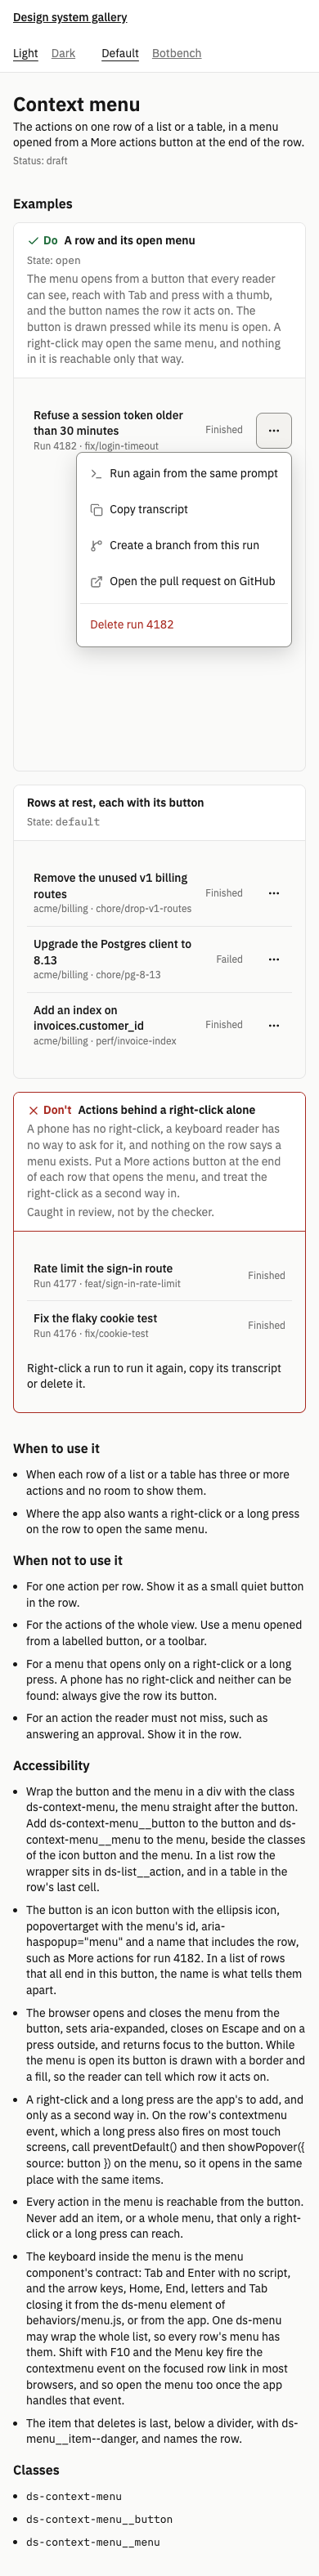 Design system gallery
Light Dark Default Botbench
Context menu
The actions on one row of a list or a table, in a menu
opened from a More actions button at the end of the row.
Status: draft
Examples
Do A row and its open menu
State: open
The menu opens from a button that every reader
can see, reach with Tab and press with a thumb,
and the button names the row it acts on. The
button is drawn pressed while its menu is open. A
right-click may open the same menu, and nothing
in it is reachable only that way.
Refuse a session token older
than 30 minutes
Finished
Run 4182 · fix/login-timeout
Run again from the same prompt
Copy transcript
Create a branch from this run
Open the pull request on GitHub
Delete run 4182
Rows at rest, each with its button
State: default
Remove the unused v1 billing
routes
Finished
acme/billing · chore/drop-v1-routes
Upgrade the Postgres client to
8.13
Failed
acme/billing · chore/pg-8-13
Add an index on
invoices.customer_id
Finished
acme/billing · perf/invoice-index
Don't Actions behind a right-click alone
A phone has no right-click, a keyboard reader has
no way to ask for it, and nothing on the row says a
menu exists. Put a More actions button at the end
of each row that opens the menu, and treat the
right-click as a second way in.
Caught in review, not by the checker.
Rate limit the sign-in route
Run 4177 · feat/sign-in-rate-limit
Finished
Fix the flaky cookie test
Run 4176 · fix/cookie-test
Finished
Right-click a run to run it again, copy its transcript
or delete it.
When to use it
• When each row of a list or a table has three or more
actions and no room to show them.
• Where the app also wants a right-click or a long press
on the row to open the same menu.
When not to use it
• For one action per row. Show it as a small quiet button
in the row.
• For the actions of the whole view. Use a menu opened
from a labelled button, or a toolbar.
• For a menu that opens only on a right-click or a long
press. A phone has no right-click and neither can be
found: always give the row its button.
• For an action the reader must not miss, such as
answering an approval. Show it in the row.
Accessibility
• Wrap the button and the menu in a div with the class
ds-context-menu, the menu straight after the button.
Add ds-context-menu__button to the button and ds-
context-menu__menu to the menu, beside the classes
of the icon button and the menu. In a list row the
wrapper sits in ds-list__action, and in a table in the
row's last cell.
• The button is an icon button with the ellipsis icon,
popovertarget with the menu's id, aria-
haspopup="menu" and a name that includes the row,
such as More actions for run 4182. In a list of rows
that all end in this button, the name is what tells them
apart.
• The browser opens and closes the menu from the
button, sets aria-expanded, closes on Escape and on a
press outside, and returns focus to the button. While
the menu is open its button is drawn with a border and
a fill, so the reader can tell which row it acts on.
• A right-click and a long press are the app's to add, and
only as a second way in. On the row's contextmenu
event, which a long press also fires on most touch
screens, call preventDefault() and then showPopover({
source: button }) on the menu, so it opens in the same
place with the same items.
• Every action in the menu is reachable from the button.
Never add an item, or a whole menu, that only a right-
click or a long press can reach.
• The keyboard inside the menu is the menu
component's contract: Tab and Enter with no script,
and the arrow keys, Home, End, letters and Tab
closing it from the ds-menu element of
behaviors/menu.js, or from the app. One ds-menu
may wrap the whole list, so every row's menu has
them. Shift with F10 and the Menu key fire the
contextmenu event on the focused row link in most
browsers, and so open the menu too once the app
handles that event.
• The item that deletes is last, below a divider, with ds-
menu__item--danger, and names the row.
Classes
• ds-context-menu
• ds-context-menu__button
• ds-context-menu__menu